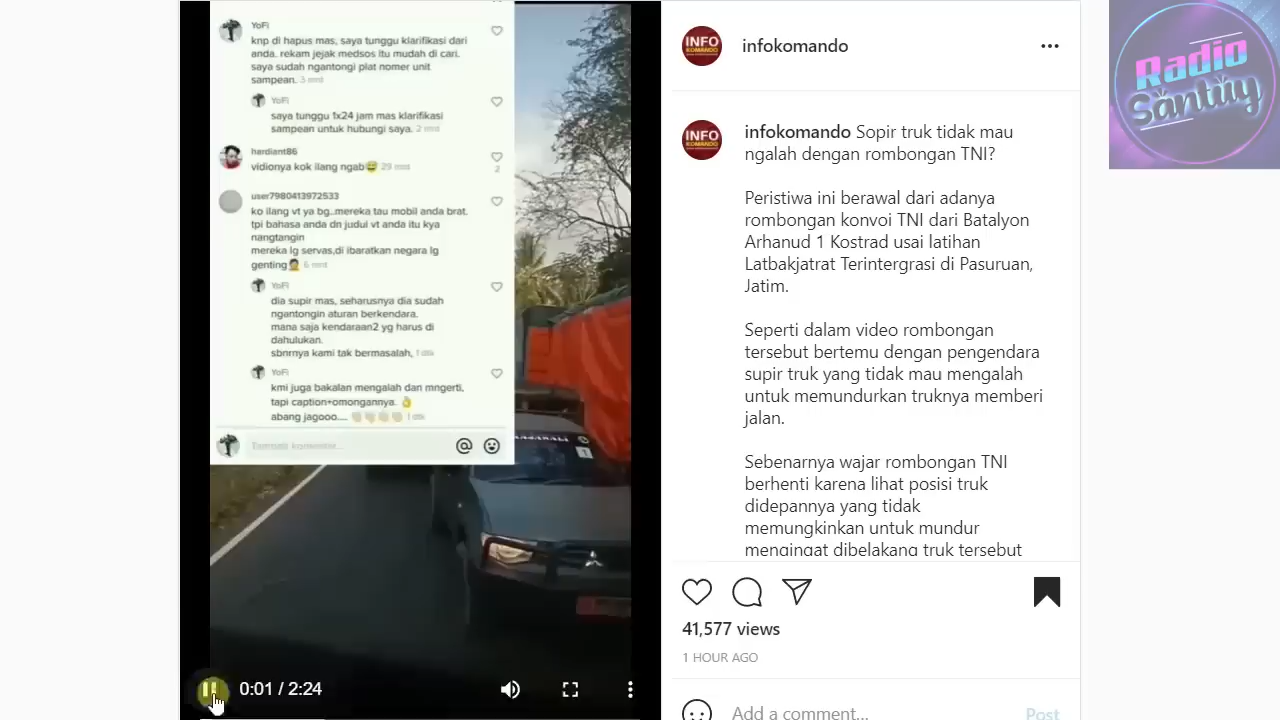 YoFi
knp di hapus mas, saya tunggu klarifikasi dari
anda. rekam jejak medsos itu mudah di cari.
saya sudah ngantongi plat nomer unit
sampean. 3 mnt
YoFi
saya tunggu 1x24 jam mas klarifikasi
sampean untuk hubungi saya. 2 mnt
hardiant86
vidionya kok ilang ngab😅 29 mnt
2
user7980413972533
ko ilang vt ya bg..mereka tau mobil anda brat.
tpi bahasa anda dn judul vt anda itu kya
nangtangin
mereka lg servas,di ibaratkan negara lg
genting🤦 6 mnt
YoFi
dia supir mas, seharusnya dia sudah
ngantongin aturan berkendara.
mana saja kendaraan2 yg harus di
dahulukan.
sbnrnya kami tak bermasalah, 1 dtk
YoFi
kmi juga bakalan mengalah dan mngerti,
tapi caption+omongannya. 👌
abang jagooo.... 👏👏👏👏 1 dtk
Tambah komentar...
0:01 / 2:24
infokomando
infokomando Sopir truk tidak mau
ngalah dengan rombongan TNI?
Peristiwa ini berawal dari adanya
rombongan konvoi TNI dari Batalyon
Arhanud 1 Kostrad usai latihan
Latbakjatrat Terintergrasi di Pasuruan,
Jatim.
Seperti dalam video rombongan
tersebut bertemu dengan pengendara
supir truk yang tidak mau mengalah
untuk memundurkan truknya memberi
jalan.
Sebenarnya wajar rombongan TNI
berhenti karena lihat posisi truk
didepannya yang tidak
memungkinkan untuk mundur
mengingat dibelakang truk tersebut
41,577 views
1 HOUR AGO
Add a comment...
Post
INFO
KOMANDO
INFO
KOMANDO
Radio
Santuy